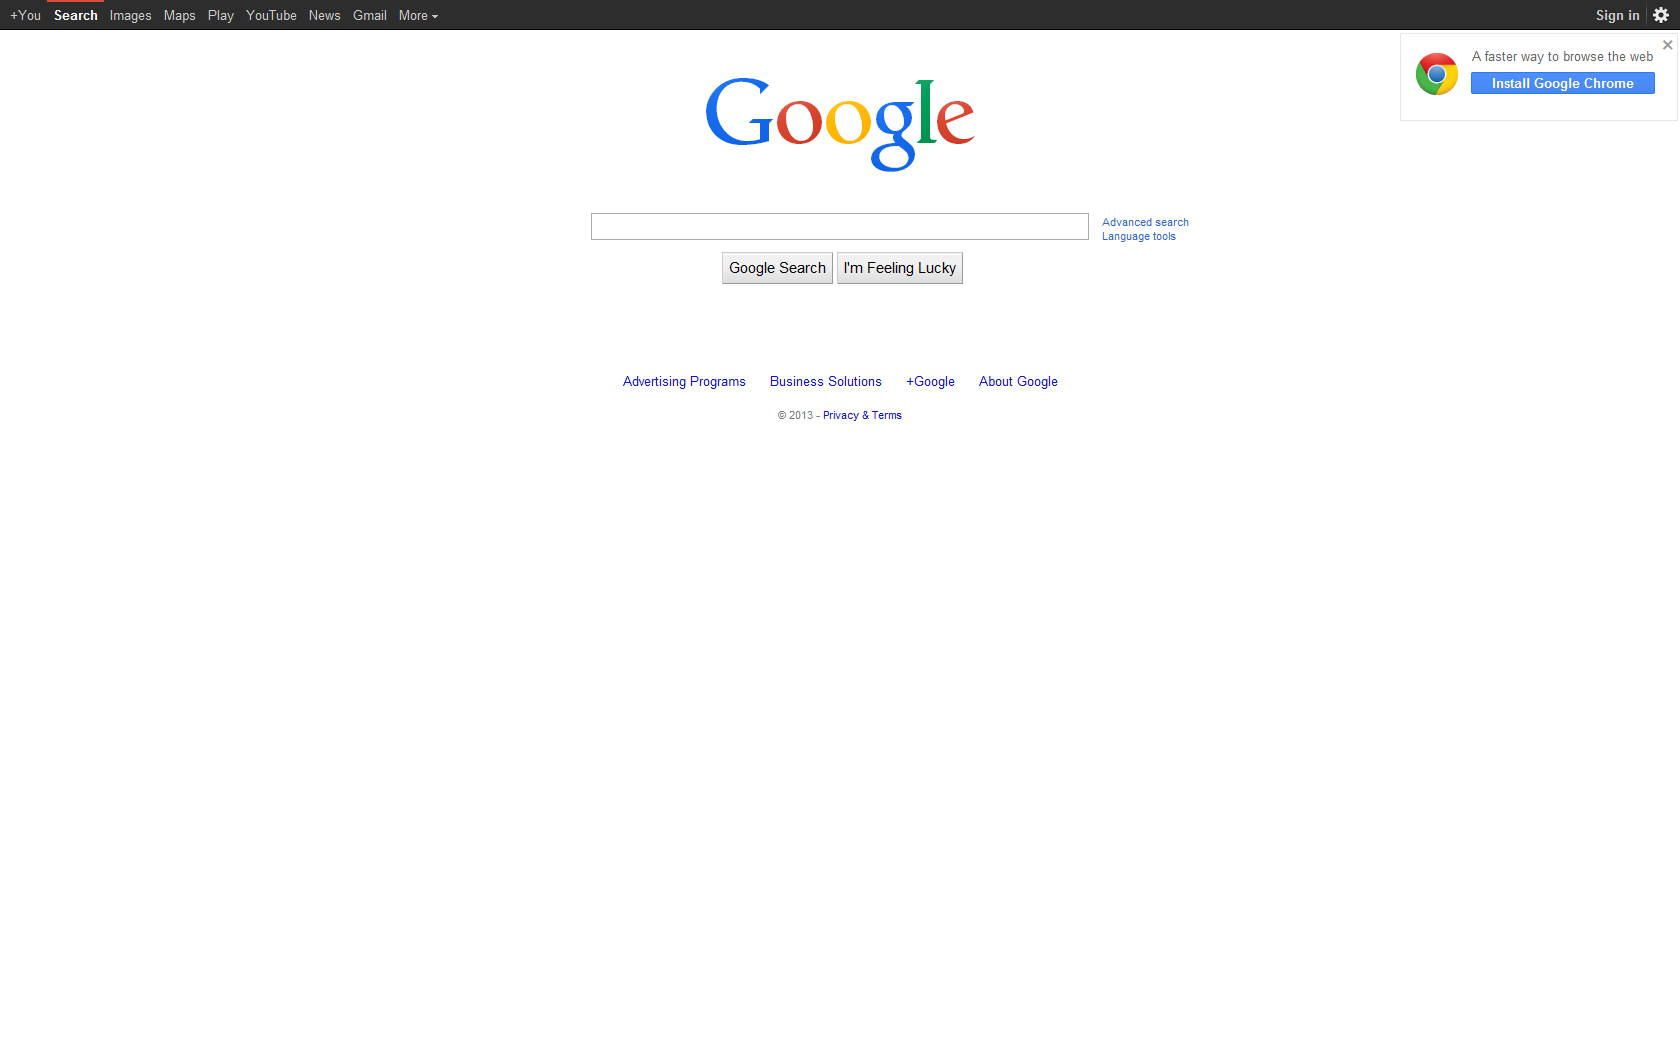 +You Search Images Maps Play YouTube News Gmail More Sign in
A faster way to browse the web
Install Google Chrome
Google
Advanced search
Language tools
Google Search I'm Feeling Lucky
Advertising Programs Business Solutions +Google About Google
© 2013 - Privacy & Terms